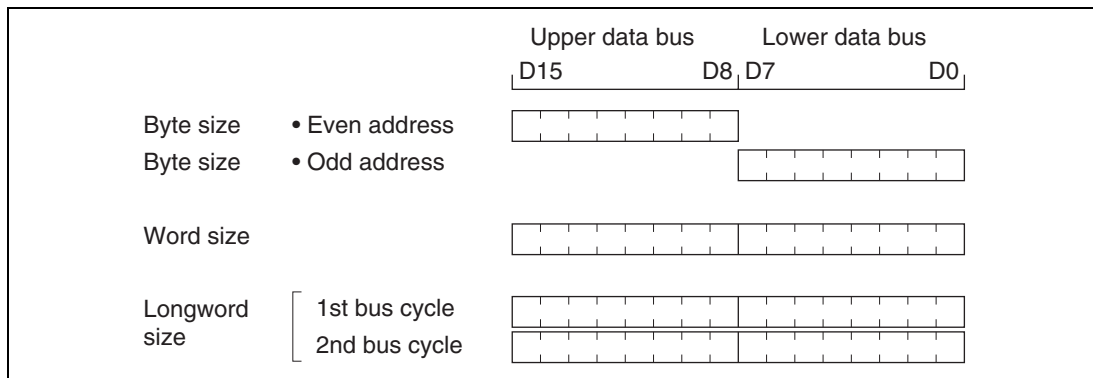 Upper data bus Lower data bus
D15 D8 D7 D0
Byte size • Even address
Byte size • Odd address
Word size
Longword size
1st bus cycle
2nd bus cycle